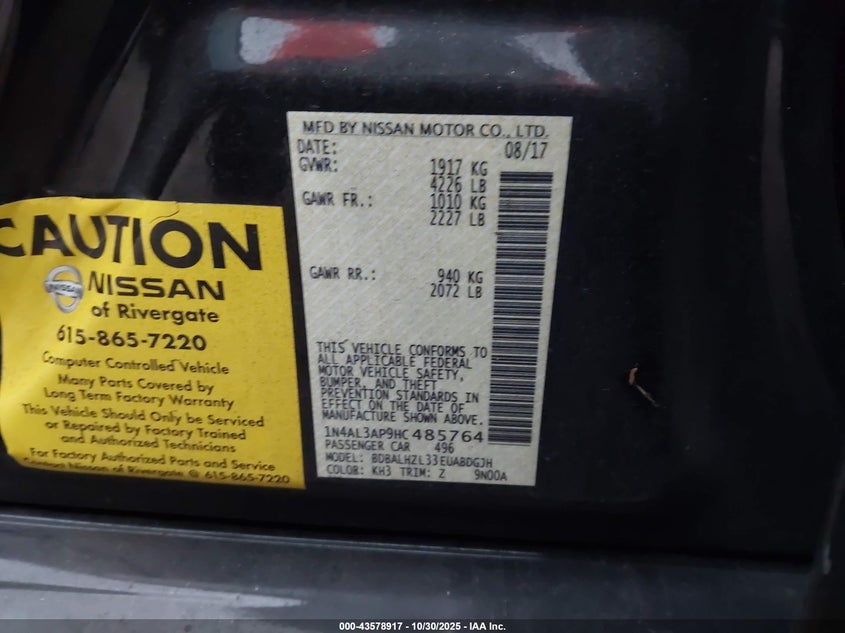 MFD BY NISSAN MOTOR CO., LTD.
DATE: 08/17
GVWR: 1917 KG
4226 LB
GAWR FR.: 1010 KG
2227 LB
GAWR RR.: 940 KG
2072 LB
THIS VEHICLE CONFORMS TO
ALL APPLICABLE FEDERAL
MOTOR VEHICLE SAFETY,
BUMPER, AND THEFT
PREVENTION STANDARDS IN
EFFECT ON THE DATE OF
MANUFACTURE SHOWN ABOVE.
1N4AL3AP9HC485764
PASSENGER CAR 496
MODEL: BDBALHZL33EUABDGJH
COLOR: KH3 TRIM: Z 9N00A
CAUTION
NISSAN
NISSAN
of Rivergate
615-865-7220
Computer Controlled Vehicle
Many Parts Covered by
Long Term Factory Warranty
This Vehicle Should Only be Serviced
or Repaired by Factory Trained
and Authorized Technicians
For Factory Authorized Parts and Service
Contact Nissan of Rivergate @ 615-865-7220
000-43578917 - 10/30/2025 - IAA Inc.